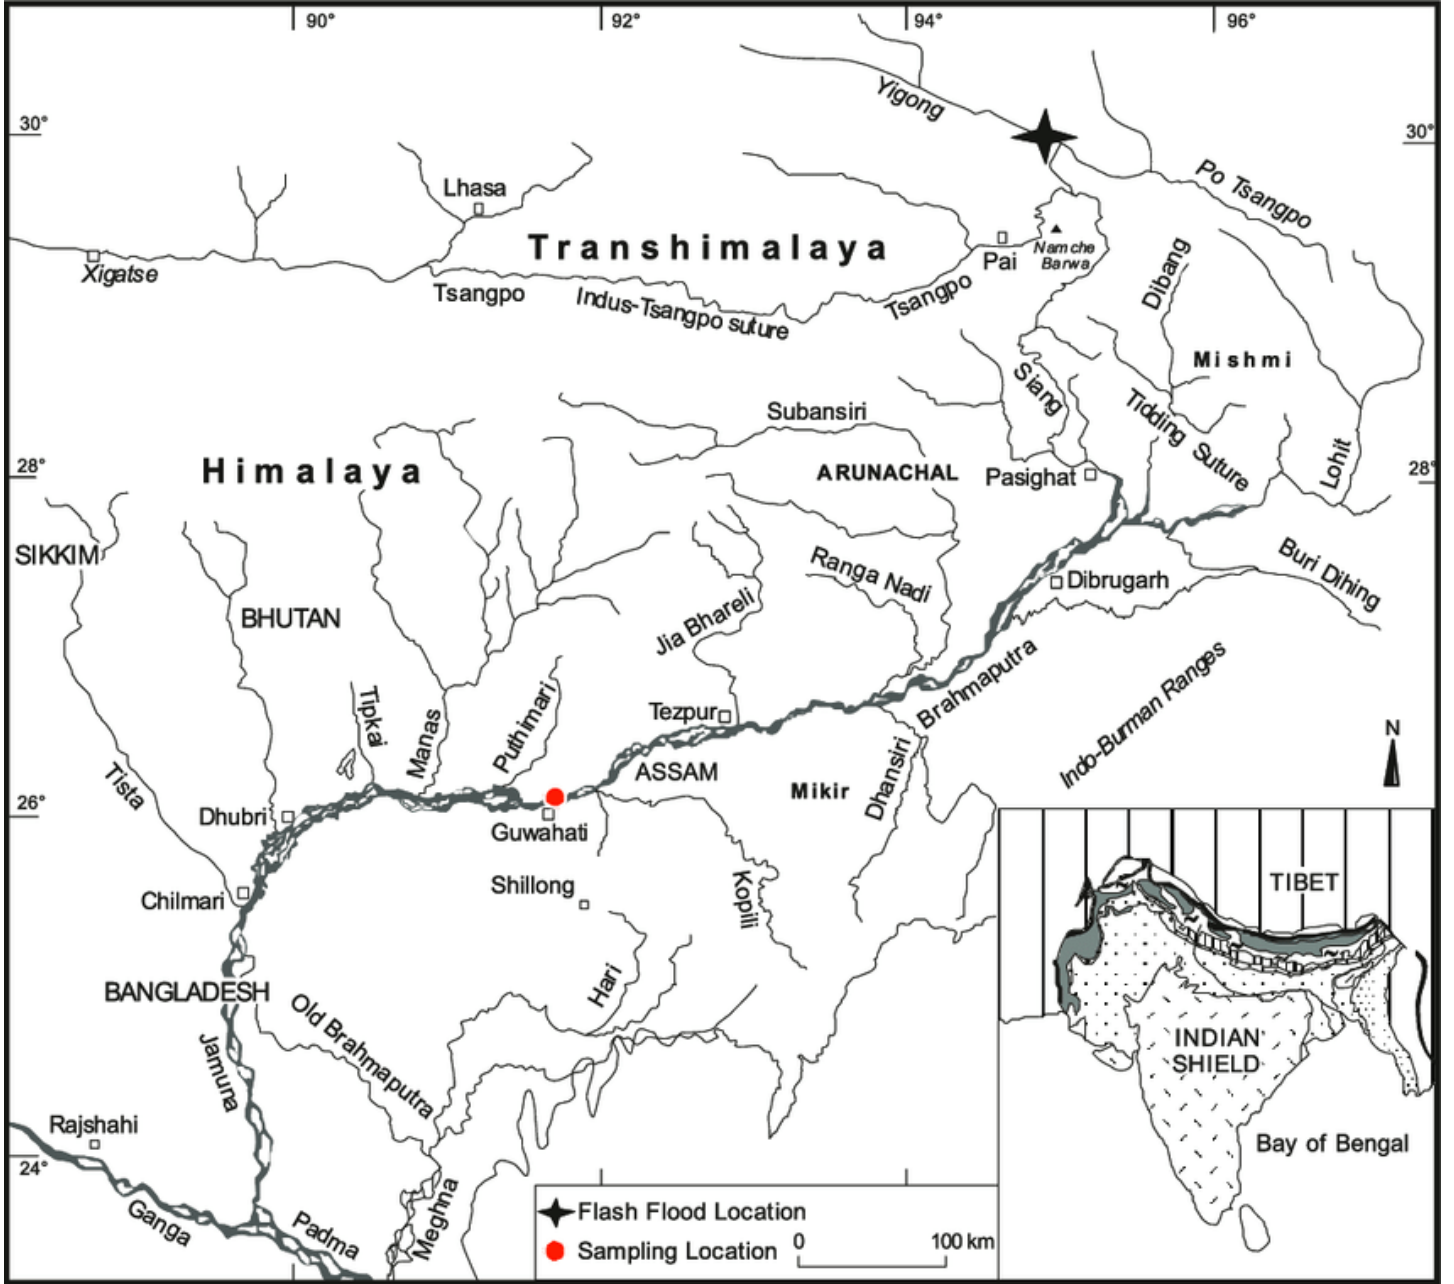 90°
92°
94°
96°
30°
30°
Yigong
Po Tsangpo
Lhasa
Transhimalaya
Namche
Barwa
Pai
Xigatse
Tsangpo
Indus-Tsangpo suture
Tsangpo
Dibang
Mishmi
Siang
Tidding Suture
Subansiri
Himalaya
ARUNACHAL
Pasighat
Lohit
28°
28°
SIKKIM
BHUTAN
Ranga Nadi
Dibrugarh
Buri Dihing
Jia Bhareli
Tipkai
Manas
Puthimari
Tezpur
Brahmaputra
Indo-Burman Ranges
N
Tista
ASSAM
Mikir
Dhansiri
26°
Dhubri
Guwahati
Chilmari
Shillong
Kopili
TIBET
BANGLADESH
Old Brahmaputra
Hari
Jamuna
INDIAN
SHIELD
Rajshahi
Bay of Bengal
24°
Ganga
Padma
Meghna
Flash Flood Location
Sampling Location
0
100 km